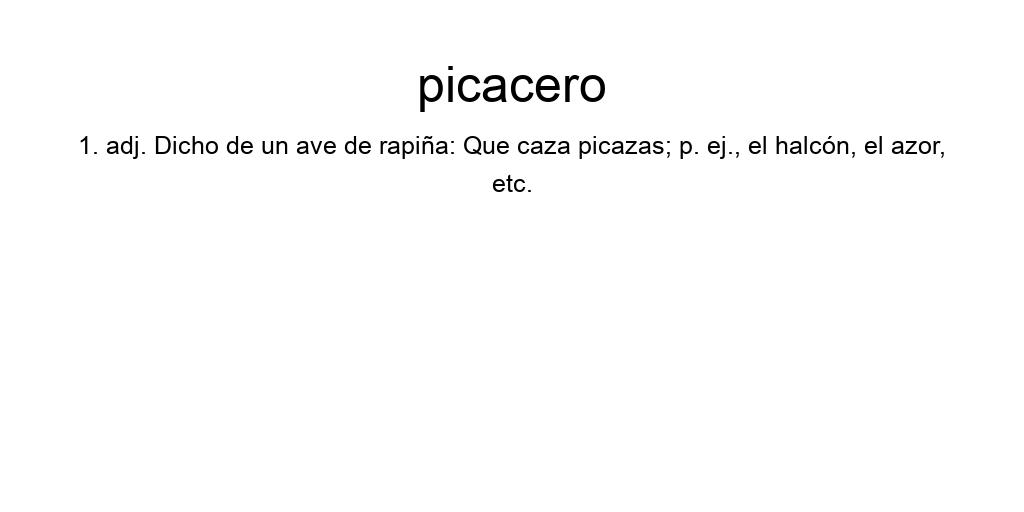 picacero
1. adj. Dicho de un ave de rapiña: Que caza picazas; p. ej., el halcón, el azor,
etc.